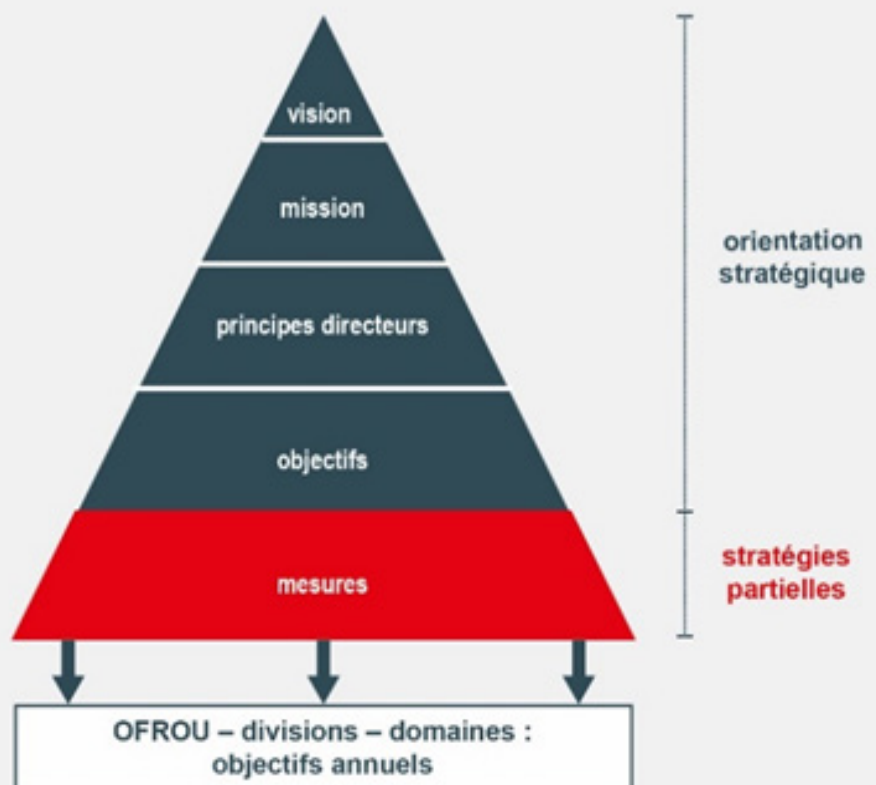 vision
mission
principes directeurs
objectifs
mesures
orientation
stratégique
stratégies
partielles
OFROU – divisions – domaines :
objectifs annuels